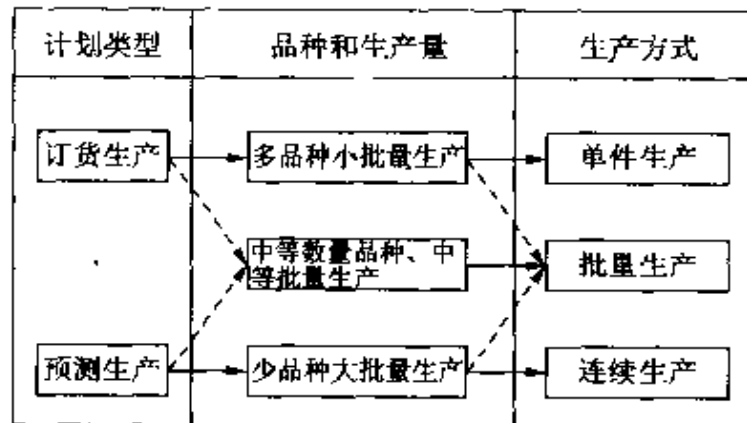 计划类型 品种和生产量 生产方式
订货生产 多品种小批量生产 单件生产
中等数量品种、中
等批量生产
批量生产
预测生产 少品种大批量生产 连续生产